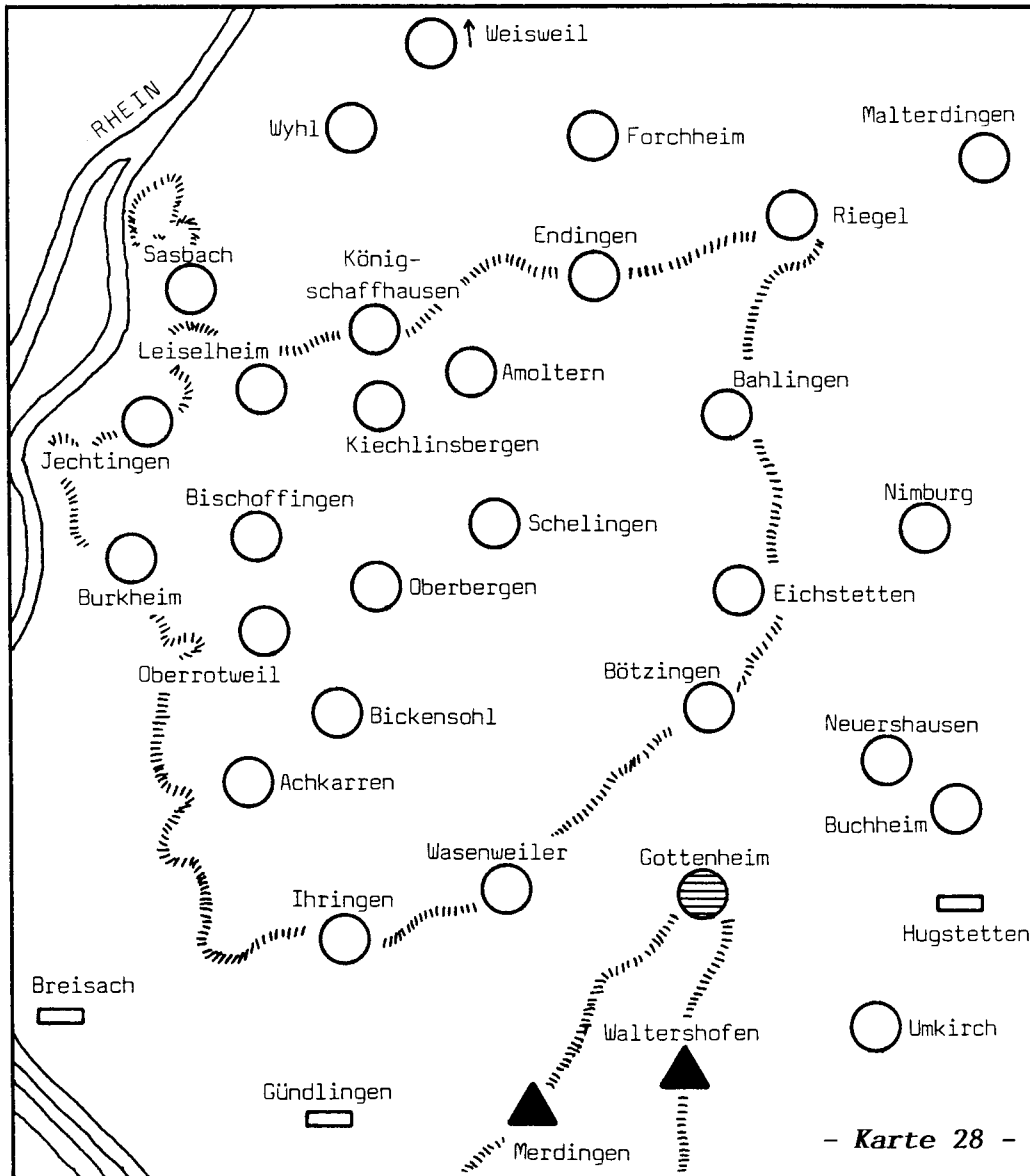 Weisweil
RHEIN
Wyhl
Forchheim
Malterdingen
Riegel
Endingen
Sasbach
König-
schaffhausen
Leiselheim
Amoltern
Bahlingen
Kiechlinsbergen
Jechtingen
Bischoffingen
Nimburg
Schelingen
Oberbergen
Burkheim
Eichstetten
Oberrotweil
Bötzingen
Bickensohl
Neuershausen
Achkarren
Buchheim
Wasenweiler
Gottenheim
Ihringen
Hugstetten
Breisach
Umkirch
Waltershofen
Gündlingen
Merdingen
- Karte 28 -